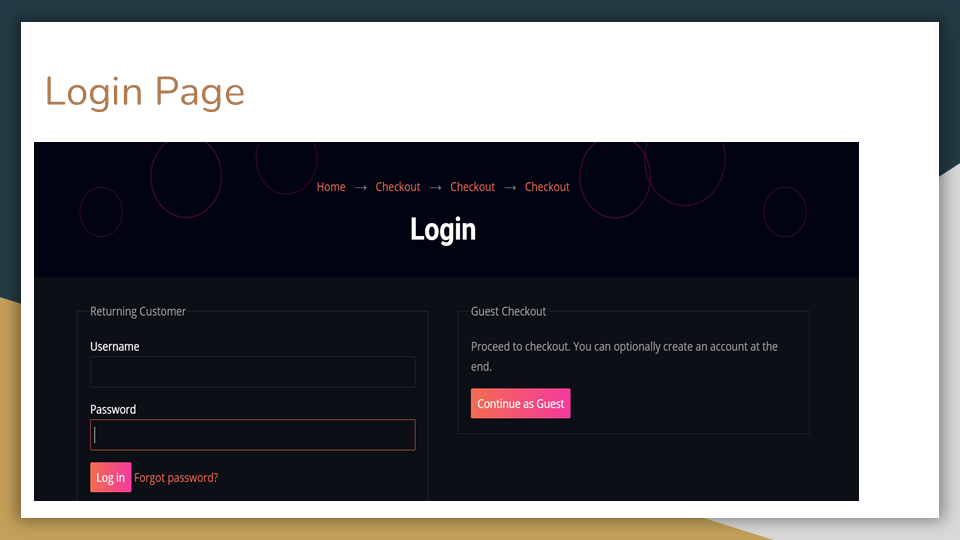 Login Page
Home → Checkout → Checkout → Checkout
Login
Returning Customer
Username
Password
Log in Forgot password?
Guest Checkout
Proceed to checkout. You can optionally create an account at the
end.
Continue as Guest